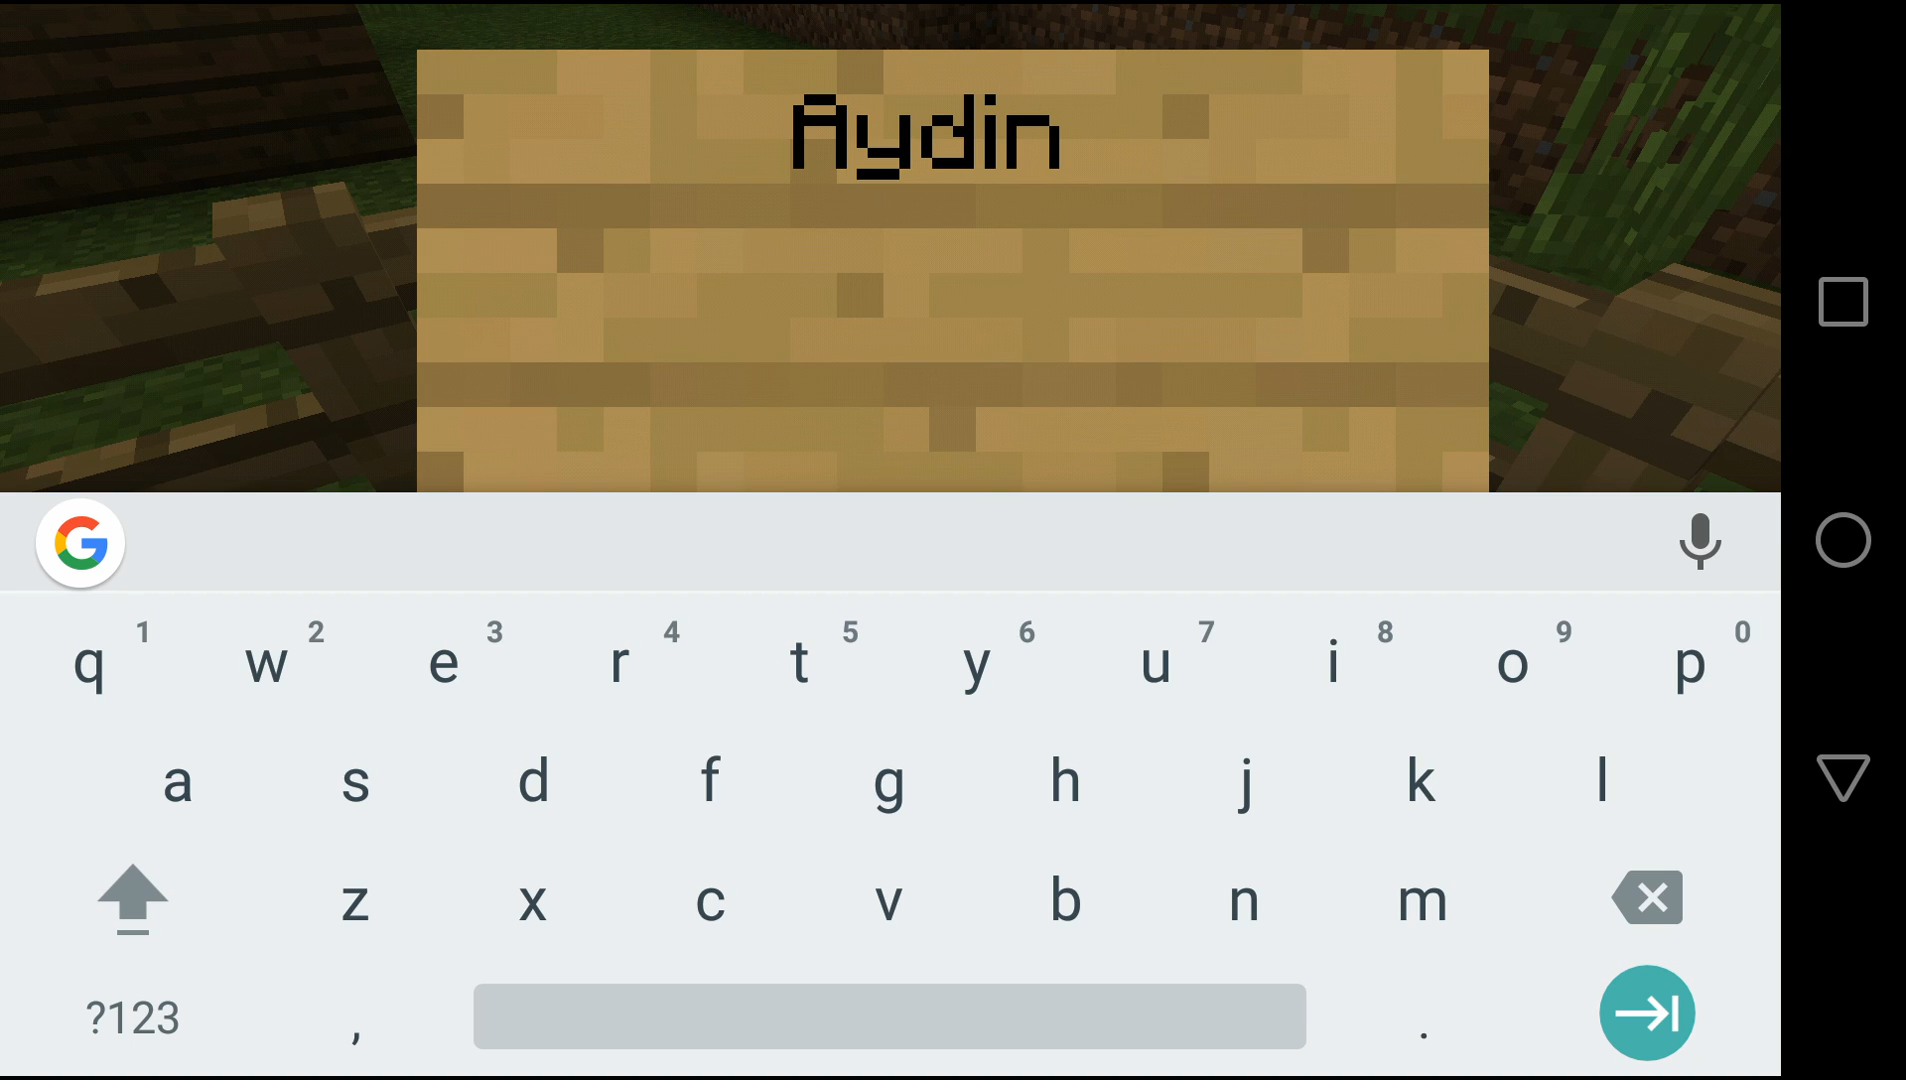 Aydin
1 2 3 4 5 6 7 8 9 0
q w e r t y u i o p
a s d f g h j k l
z x c v b n m
?123 , .